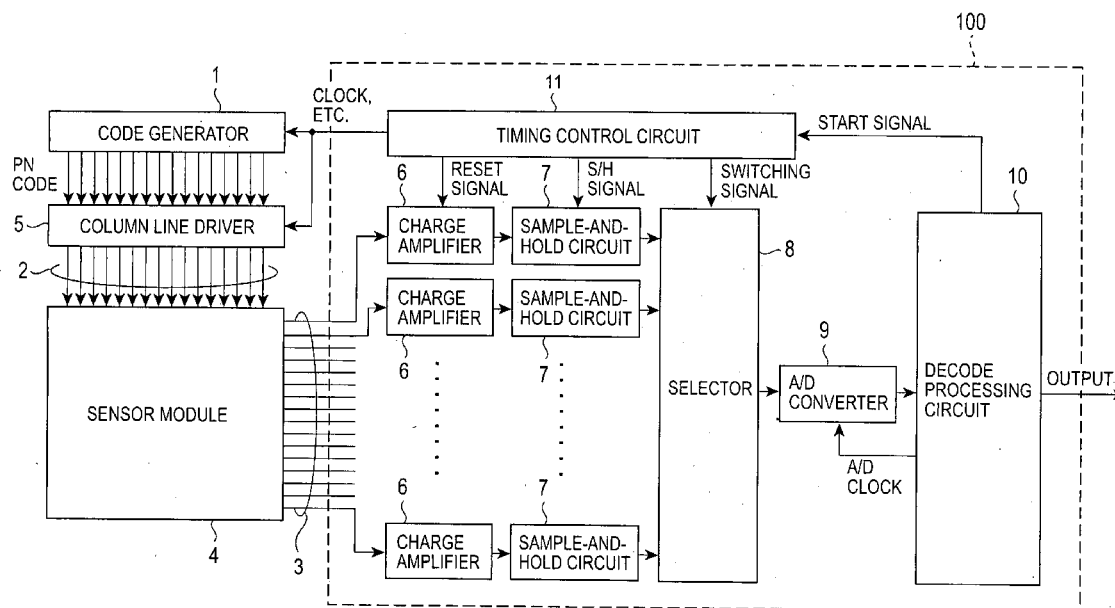 100
1
CLOCK,
ETC.
11
CODE GENERATOR
TIMING CONTROL CIRCUIT
START SIGNAL
PN
CODE
6
RESET
SIGNAL
7
S/H
SIGNAL
SWITCHING
SIGNAL
10
5
COLUMN LINE DRIVER
CHARGE
AMPLIFIER
SAMPLE-AND-
HOLD CIRCUIT
8
2
CHARGE
AMPLIFIER
SAMPLE-AND-
HOLD CIRCUIT
6
7
9
SENSOR MODULE
SELECTOR
A/D
CONVERTER
DECODE
PROCESSING
CIRCUIT
OUTPUT
A/D
CLOCK
6
7
4
3
CHARGE
AMPLIFIER
SAMPLE-AND-
HOLD CIRCUIT